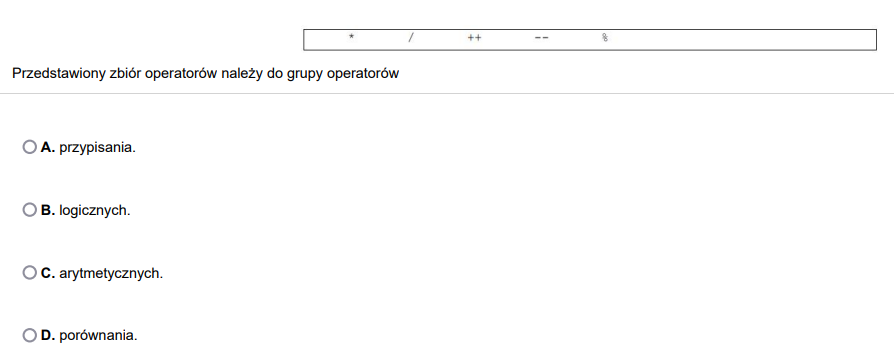 * / ++ -- %
Przedstawiony zbiór operatorów należy do grupy operatorów
A. przypisania.
B. logicznych.
C. arytmetycznych.
D. porównania.